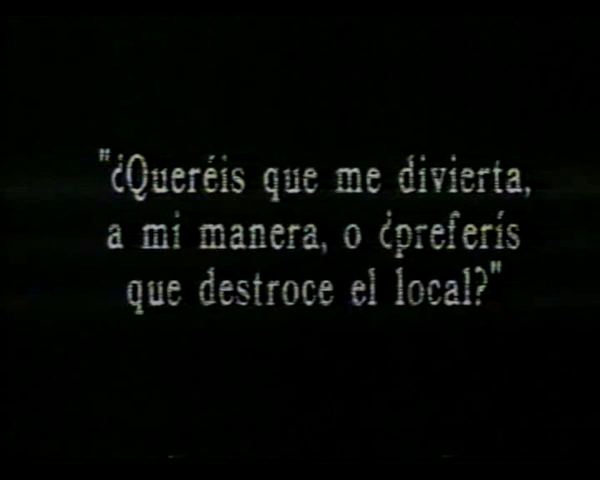 "¿Queréis que me divierta,
a mi manera, o ¿preferís
que destroce el local?"